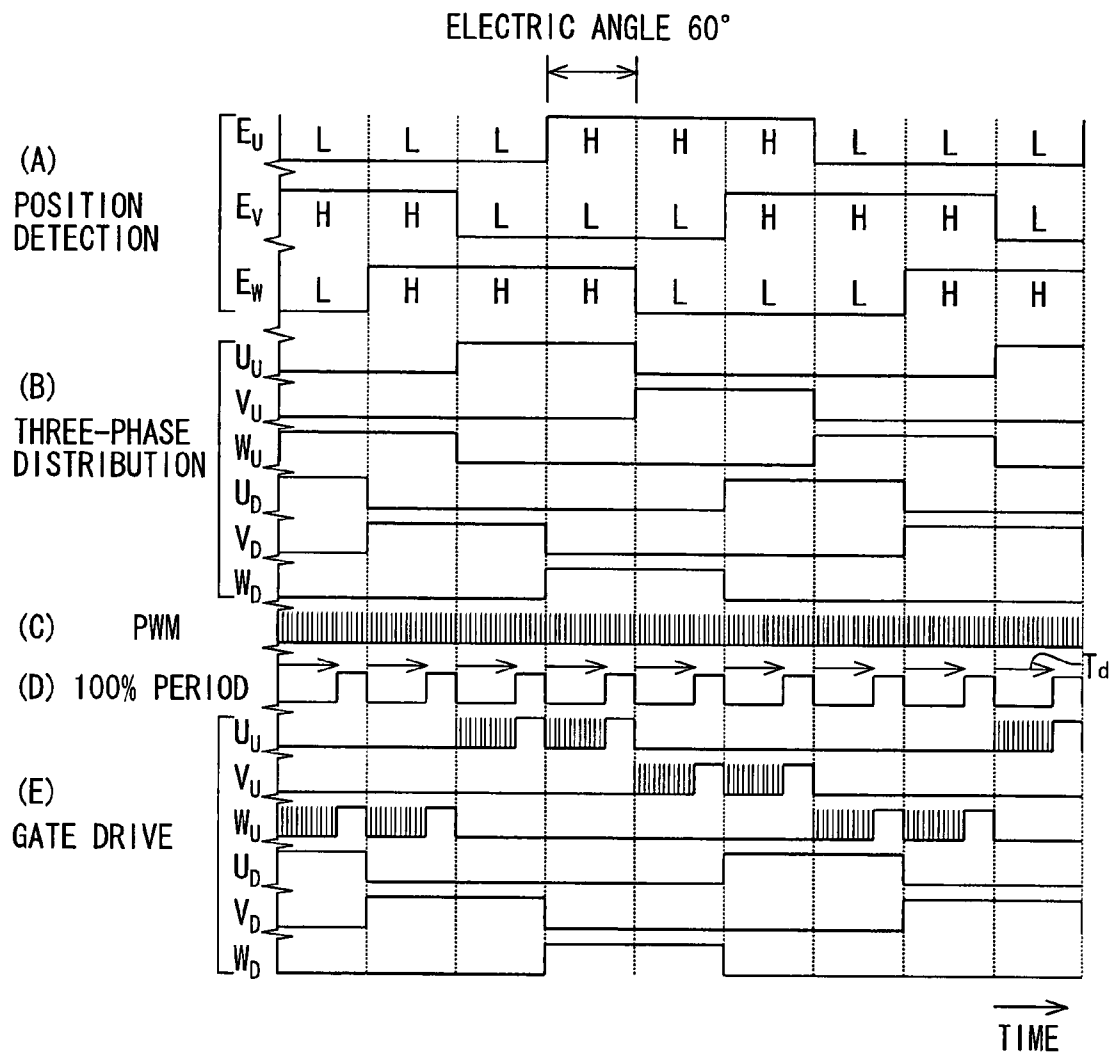 ELECTRIC ANGLE 60°
(A)
POSITION
DETECTION
E_U L L L H H H L L L
E_V H H L L L H H H L
E_W L H H H L L L H H
(B)
THREE-PHASE
DISTRIBUTION
U_U
V_U
W_U
U_D
V_D
W_D
(C) PWM
(D) 100% PERIOD
T_d
(E)
GATE DRIVE
U_U
V_U
W_U
U_D
V_D
W_D
TIME